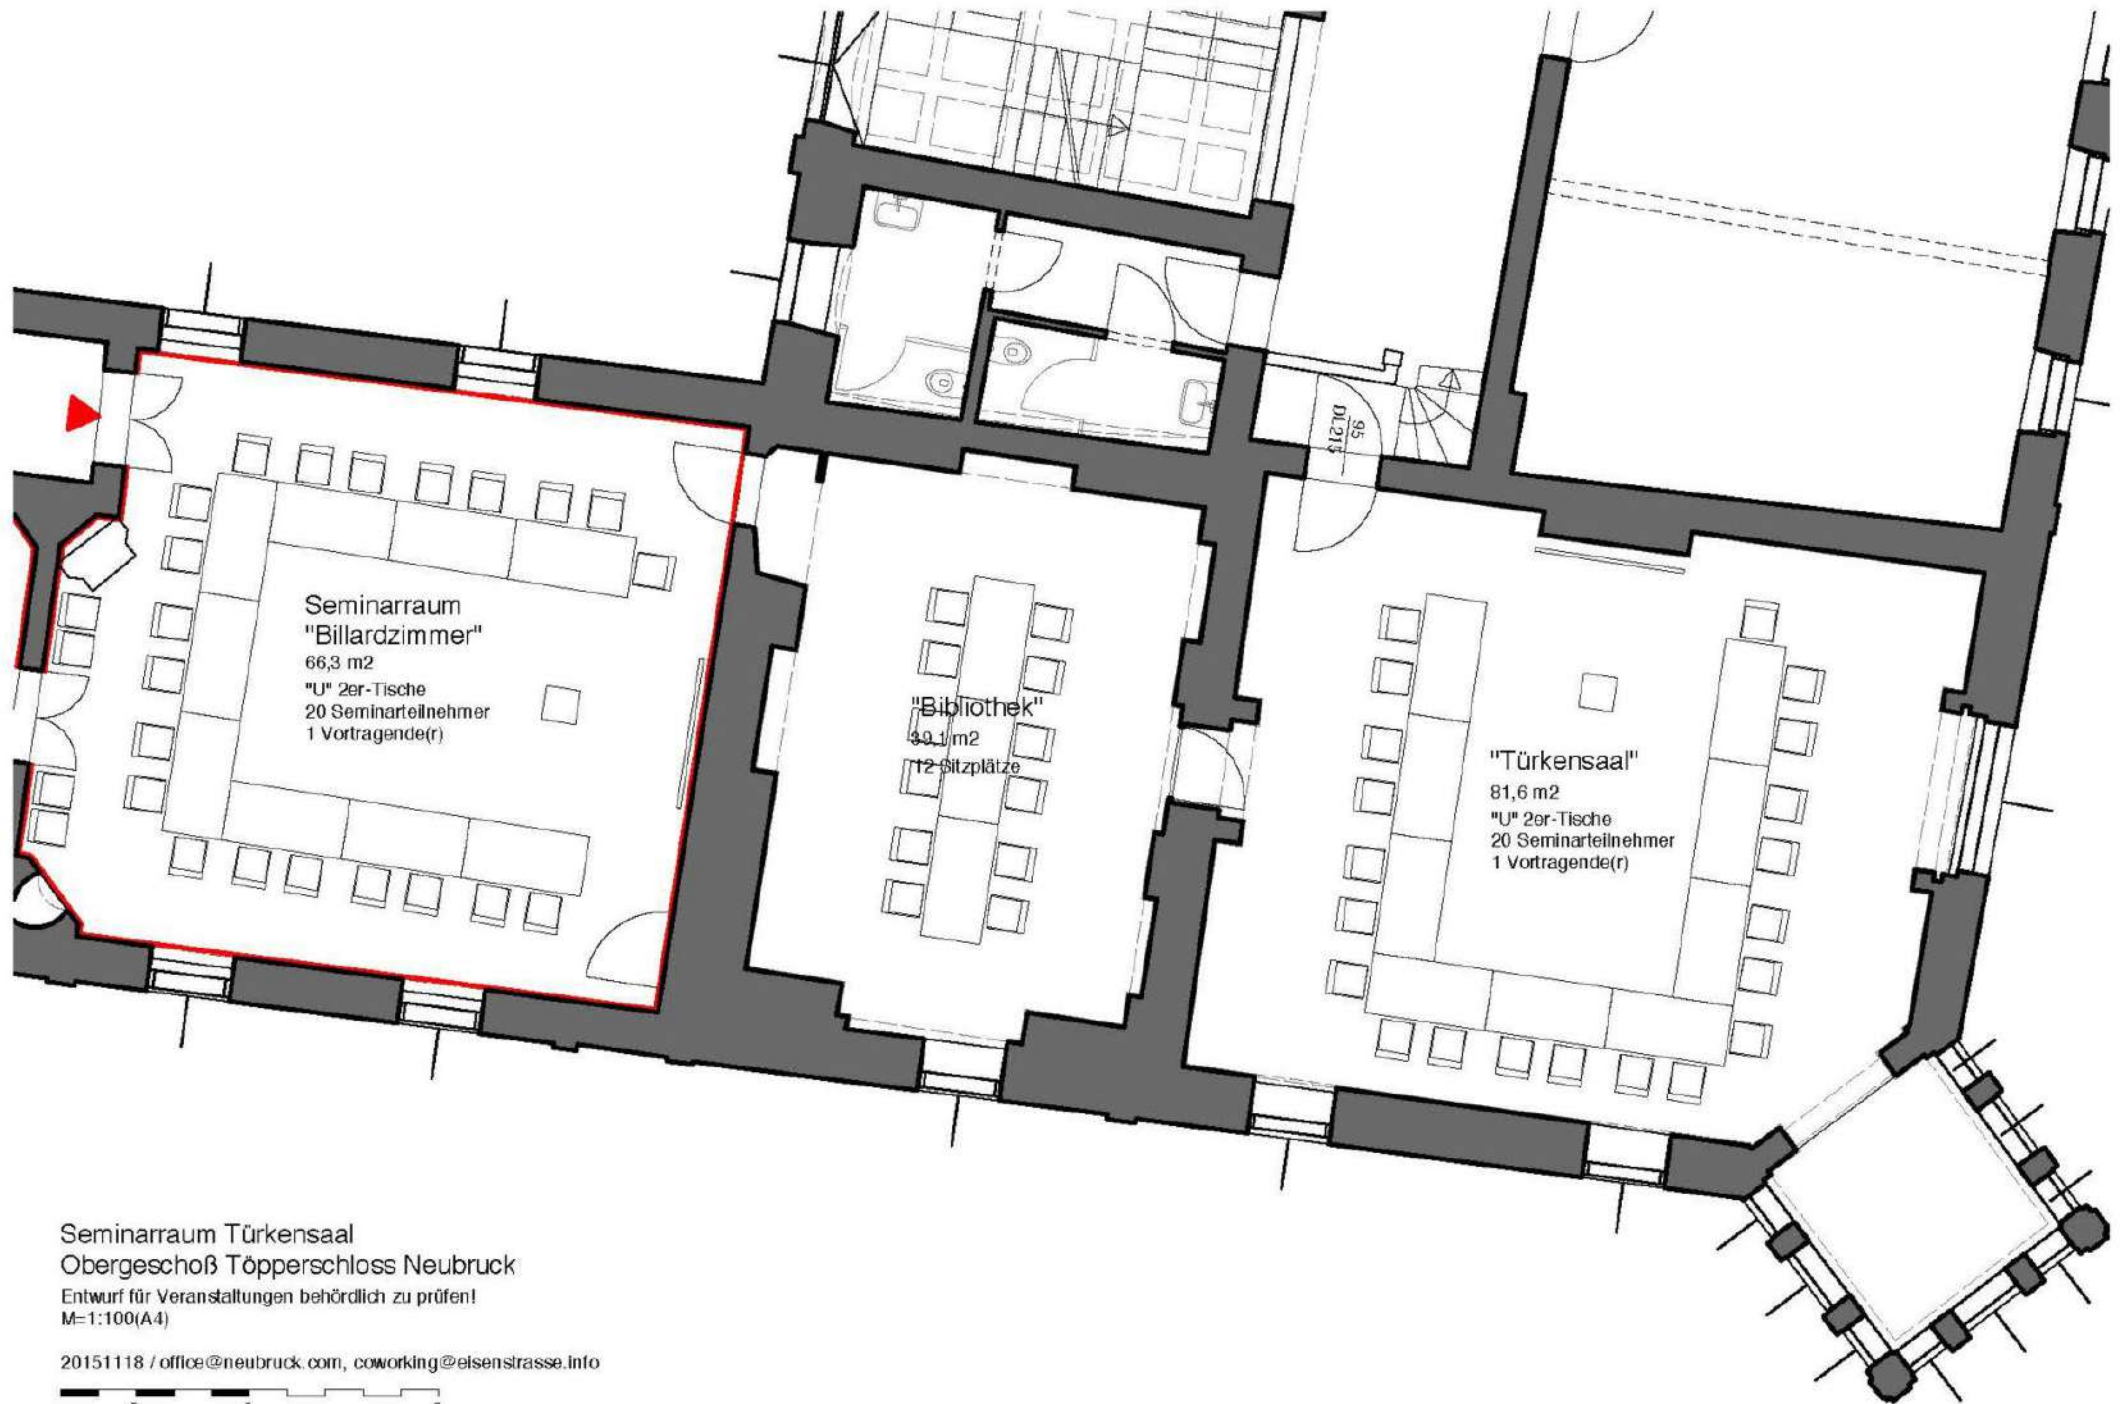 95
DL215
Seminarraum
"Billardzimmer"
66,3 m2
"U" 2er-Tische
20 Seminarteilnehmer
1 Vortragende(r)
"Bibliothek"
39,1 m2
12 Sitzplätze
"Türkensaal"
81,6 m2
"U" 2er-Tische
20 Seminarteilnehmer
1 Vortragende(r)
Seminarraum Türkensaal
Obergeschoß Töpperschloss Neubruck
Entwurf für Veranstaltungen behördlich zu prüfen!
M=1:100(A4)
20151118 / office@neubruck.com, coworking@eisenstrasse.info